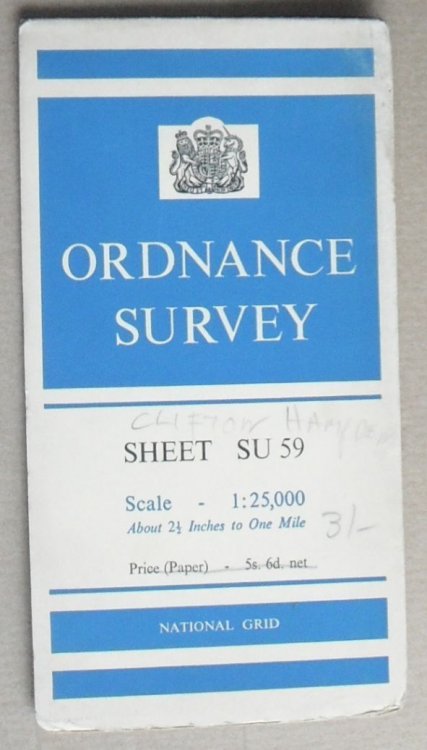 ORDNANCE
SURVEY
CLIFTON HAMPDEN
SHEET SU 59
Scale - 1:25,000
About 2½ Inches to One Mile
3/-
Price (Paper) - 5s. 6d. net
NATIONAL GRID